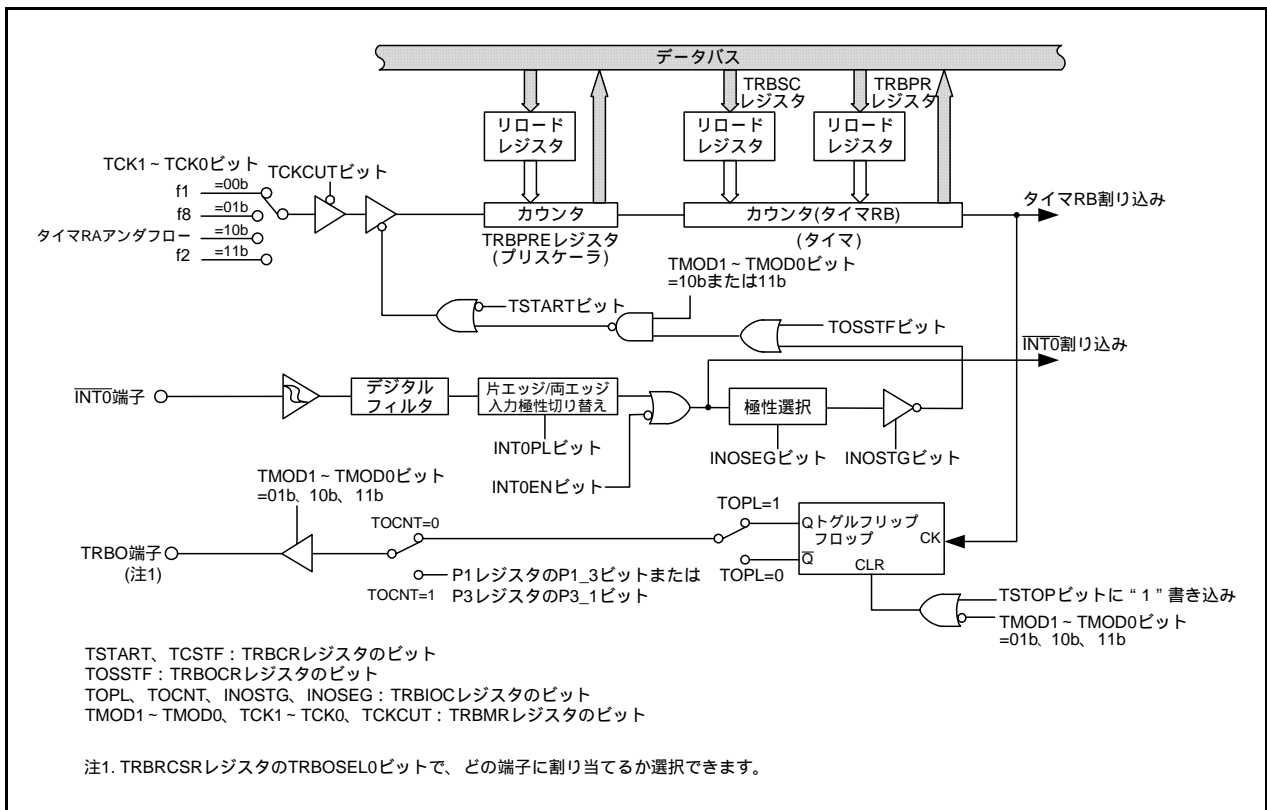 データバス
TRBSC
レジスタ
TRBPR
レジスタ
リロード
レジスタ
リロード
レジスタ
リロード
レジスタ
TCK1~TCK0ビット
TCKCUTビット
f1
=00b
f8
=01b
タイマRAアンダフロー
=10b
f2
=11b
カウンタ
TRBPREレジスタ
(プリスケーラ)
カウンタ(タイマRB)
(タイマ)
タイマRB割り込み
TMOD1~TMOD0ビット
=10bまたは11b
TSTARTビット
TOSSTFビット
INT0割り込み
INT0端子
デジタル
フィルタ
片エッジ/両エッジ
入力極性切り替え
極性選択
INT0PLビット
INOSEGビット
INOSTGビット
INT0ENビット
TMOD1~TMOD0ビット
=01b、10b、11b
TOCNT=0
TOPL=1
Qトグルフリップ
フロップ
CK
Q
CLR
TRBO端子
(注1)
TOPL=0
P1レジスタのP1_3ビットまたは
TOCNT=1
P3レジスタのP3_1ビット
TSTOPビットに“1”書き込み
TMOD1~TMOD0ビット
=01b、10b、11b
TSTART、TCSTF:TRBCRレジスタのビット
TOSSTF:TRBOCRレジスタのビット
TOPL、TOCNT、INOSTG、INOSEG:TRBIOCレジスタのビット
TMOD1~TMOD0、TCK1~TCK0、TCKCUT:TRBMRレジスタのビット
注1. TRBRCSRレジスタのTRBOSEL0ビットで、どの端子に割り当てるか選択できます。